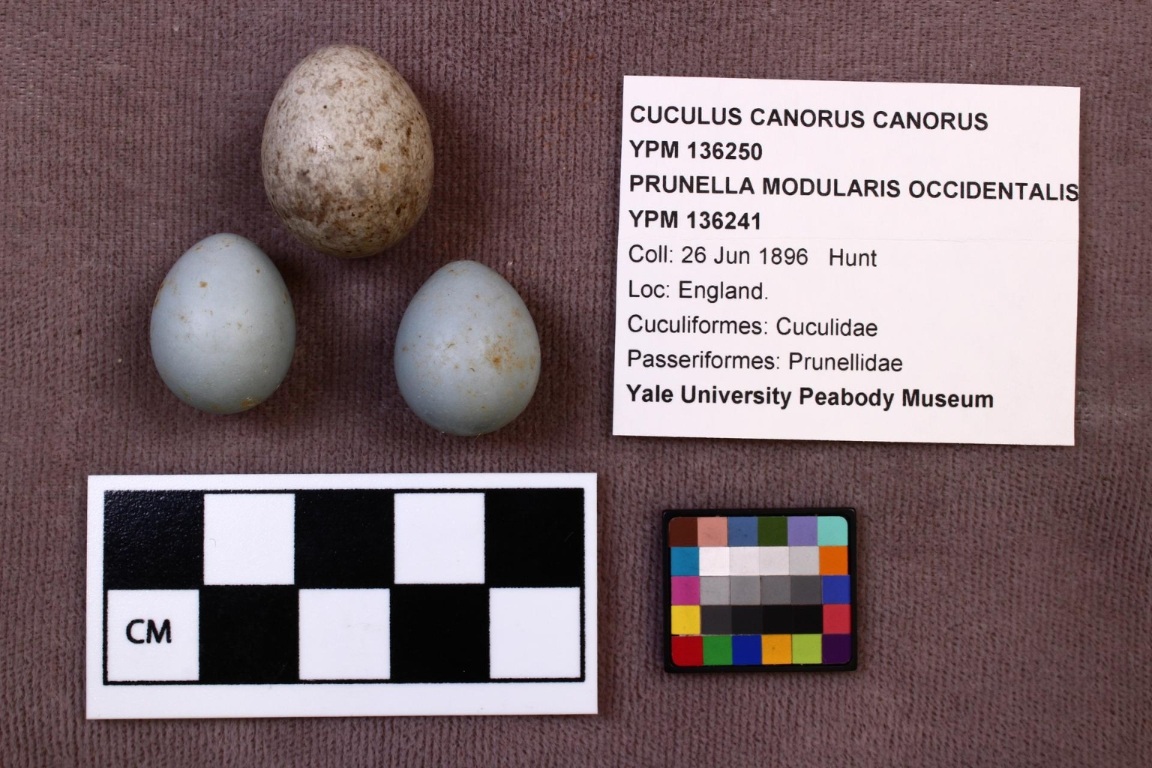 CUCULUS CANORUS CANORUS
YPM 136250
PRUNELLA MODULARIS OCCIDENTALIS
YPM 136241
Coll: 26 Jun 1896 Hunt
Loc: England.
Cuculiformes: Cuculidae
Passeriformes: Prunellidae
Yale University Peabody Museum
CM